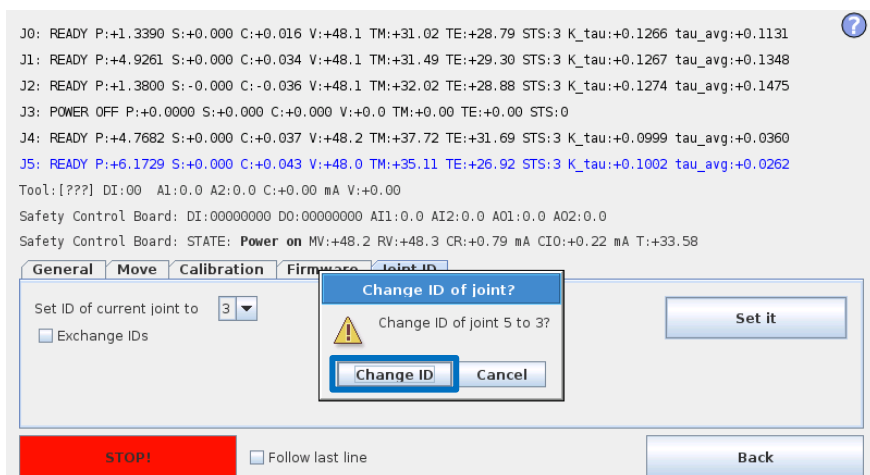 J0: READY P:+1.3390 S:+0.000 C:+0.016 V:+48.1 TM:+31.02 TE:+28.79 STS:3 K_tau:+0.1266 tau_avg:+0.1131
?
J1: READY P:+4.9261 S:+0.000 C:+0.034 V:+48.1 TM:+31.49 TE:+29.30 STS:3 K_tau:+0.1267 tau_avg:+0.1348
J2: READY P:+1.3800 S:-0.000 C:-0.036 V:+48.1 TM:+32.02 TE:+28.88 STS:3 K_tau:+0.1274 tau_avg:+0.1475
J3: POWER OFF P:+0.0000 S:+0.000 C:+0.000 V:+0.0 TM:+0.00 TE:+0.00 STS:0
J4: READY P:+4.7682 S:+0.000 C:+0.037 V:+48.2 TM:+37.72 TE:+31.69 STS:3 K_tau:+0.0999 tau_avg:+0.0360
J5: READY P:+6.1729 S:+0.000 C:+0.043 V:+48.0 TM:+35.11 TE:+26.92 STS:3 K_tau:+0.1002 tau_avg:+0.0262
Tool:[???] DI:00 A1:0.0 A2:0.0 C:+0.00 mA V:+0.00
Safety Control Board: DI:00000000 DO:00000000 AI1:0.0 AI2:0.0 AO1:0.0 AO2:0.0
Safety Control Board: STATE: Power on MV:+48.2 RV:+48.3 CR:+0.79 mA CIO:+0.22 mA T:+33.58
General Move Calibration Firmware Joint ID
Change ID of joint?
Set ID of current joint to 3
Set it
Change ID of joint 5 to 3?
Exchange IDs
Change ID Cancel
STOP! Follow last line Back